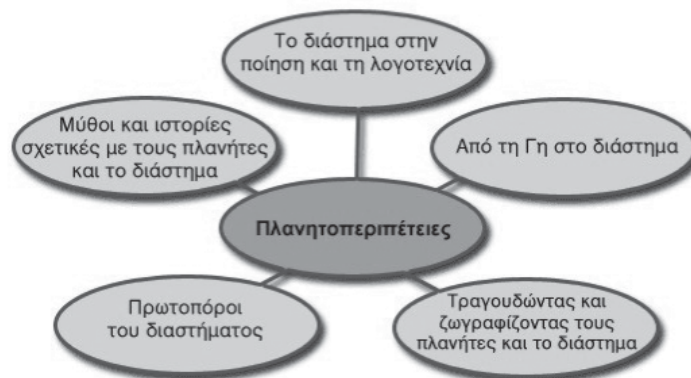 Το διάστημα στην
ποίηση και τη λογοτεχνία
Μύθοι και ιστορίες
σχετικές με τους πλανήτες
και το διάστημα
Από τη Γη στο διάστημα
Πλανητοπεριπέτειες
Πρωτοπόροι
του διαστήματος
Τραγουδώντας και
ζωγραφίζοντας τους
πλανήτες και το διάστημα